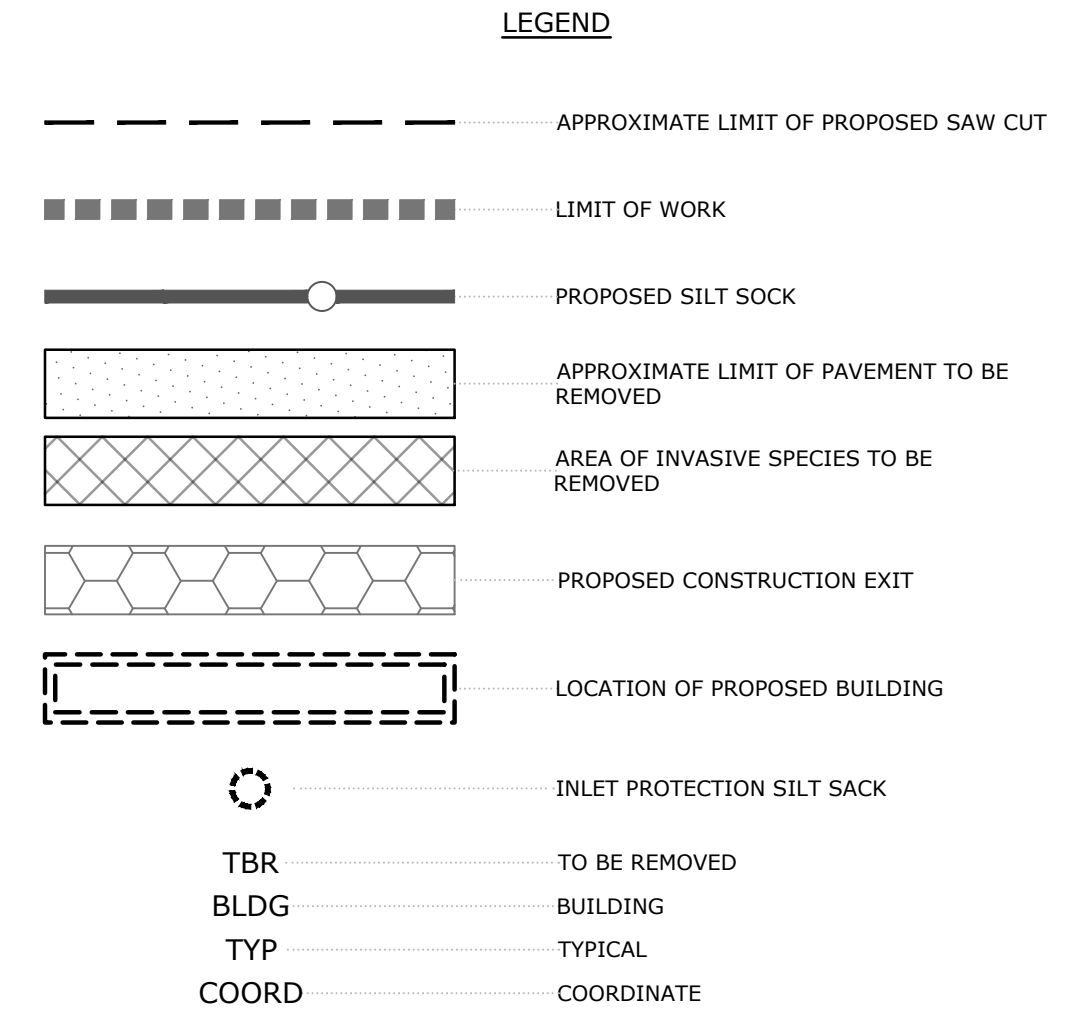 LEGEND
APPROXIMATE LIMIT OF PROPOSED SAW CUT
LIMIT OF WORK
PROPOSED SILT SOCK
APPROXIMATE LIMIT OF PAVEMENT TO BE
REMOVED
AREA OF INVASIVE SPECIES TO BE
REMOVED
PROPOSED CONSTRUCTION EXIT
LOCATION OF PROPOSED BUILDING
INLET PROTECTION SILT SACK
TBR TO BE REMOVED
BLDG BUILDING
TYP TYPICAL
COORD COORDINATE